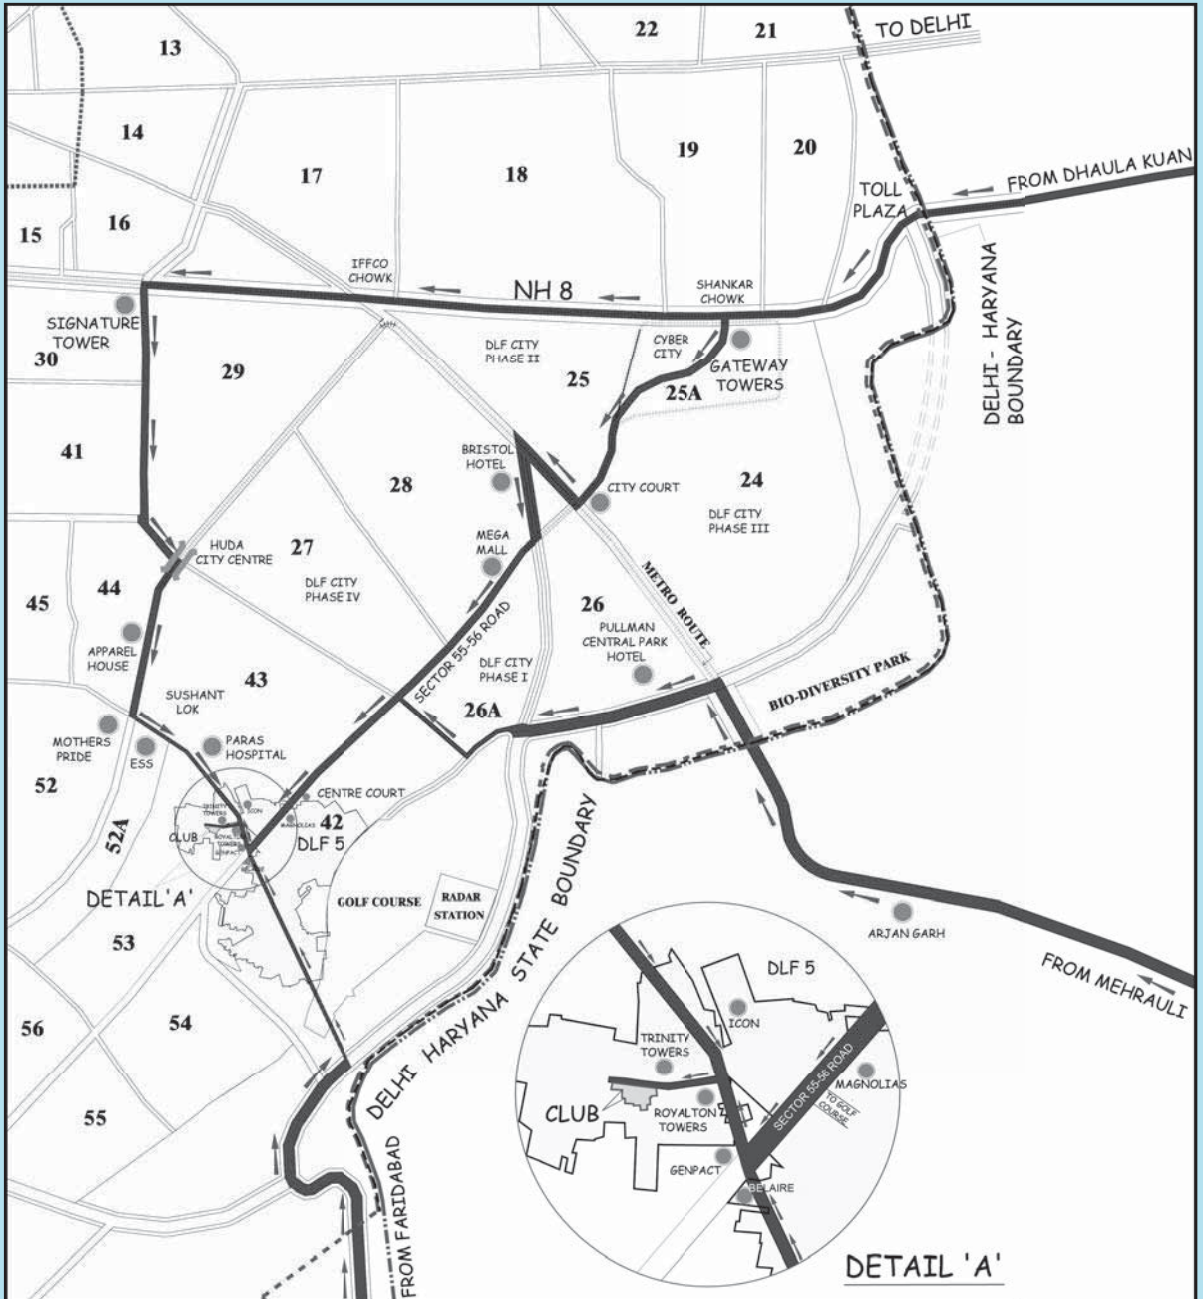 13
22
21
TO DELHI
14
17
18
19
20
FROM DHAULA KUAN
TOLL
PLAZA
15
16
IFFCO
CHOWK
NH 8
SHANKAR
CHOWK
DELHI - HARYANA
BOUNDARY
SIGNATURE
TOWER
30
29
DLF CITY
PHASE II
25
CYBER
CITY
25A
GATEWAY
TOWERS
41
28
BRISTOL
HOTEL
CITY COURT
24
DLF CITY
PHASE III
HUDA
CITY CENTRE
27
DLF CITY
PHASE IV
MEGA
MALL
METRO ROUTE
44
45
26
PULLMAN
CENTRAL PARK
HOTEL
SECTOR 55-56 ROAD
APPAREL
HOUSE
SUSHANT
LOK
43
DLF CITY
PHASE I
26A
BIO-DIVERSITY PARK
MOTHERS
PRIDE
ESS
PARAS
HOSPITAL
52
52A
CENTRE COURT
TRINITY
TOWERS
ICON
MAGNOLIAS
42
DLF 5
CLUB
ROYALTON
TOWERS
GENPACT
DETAIL 'A'
GOLF COURSE
RADAR
STATION
53
54
56
55
DELHI HARYANA STATE BOUNDARY
ARJAN GARH
FROM MEHRAULI
FROM FARIDABAD
DLF 5
ICON
TRINITY
TOWERS
MAGNOLIAS
SECTOR 55-56 ROAD
TO GOLF
COURSE
CLUB
ROYALTON
TOWERS
GENPACT
BELAIRE
DETAIL 'A'